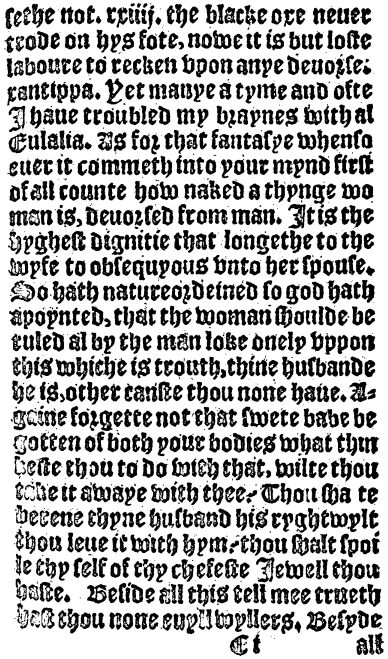 sethe not. xxiiij. the blacke oxe neuer
trode on hys fote, nowe it is but loste
laboure to recken vpon anye deuorse.
xantippa. Yet manye a tyme and ofte
I haue troubled my braynes with al
Eulalia. As for that fantasye whenso
euer it commeth into your mynd first
of all counte how naked a thynge wo
man is, deuorsed from man. It is the
hyghest dignitie that longethe to the
wyfe to obsequyous vnto her spouse.
So hath natureordeined so god hath
apoynted, that the woman shoulde be
ruled al by the man loke onely vppon
this whiche is trouth, thine husbande
he is, other canste thou none haue. A-
gaine forgette not that swete babe be
gotten of both your bodies what thin
keste thou to do with that, wilte thou
take it awaye with thee? Thou sha te
bereue thyne husband his ryghtwylt
thou leue it with hym? thou shalt spoi
le thy self of thy chefeste Jewell thou
haste. Beside all this tell mee trueth
hast thou none euyll wyllers. Besyde
Ct all